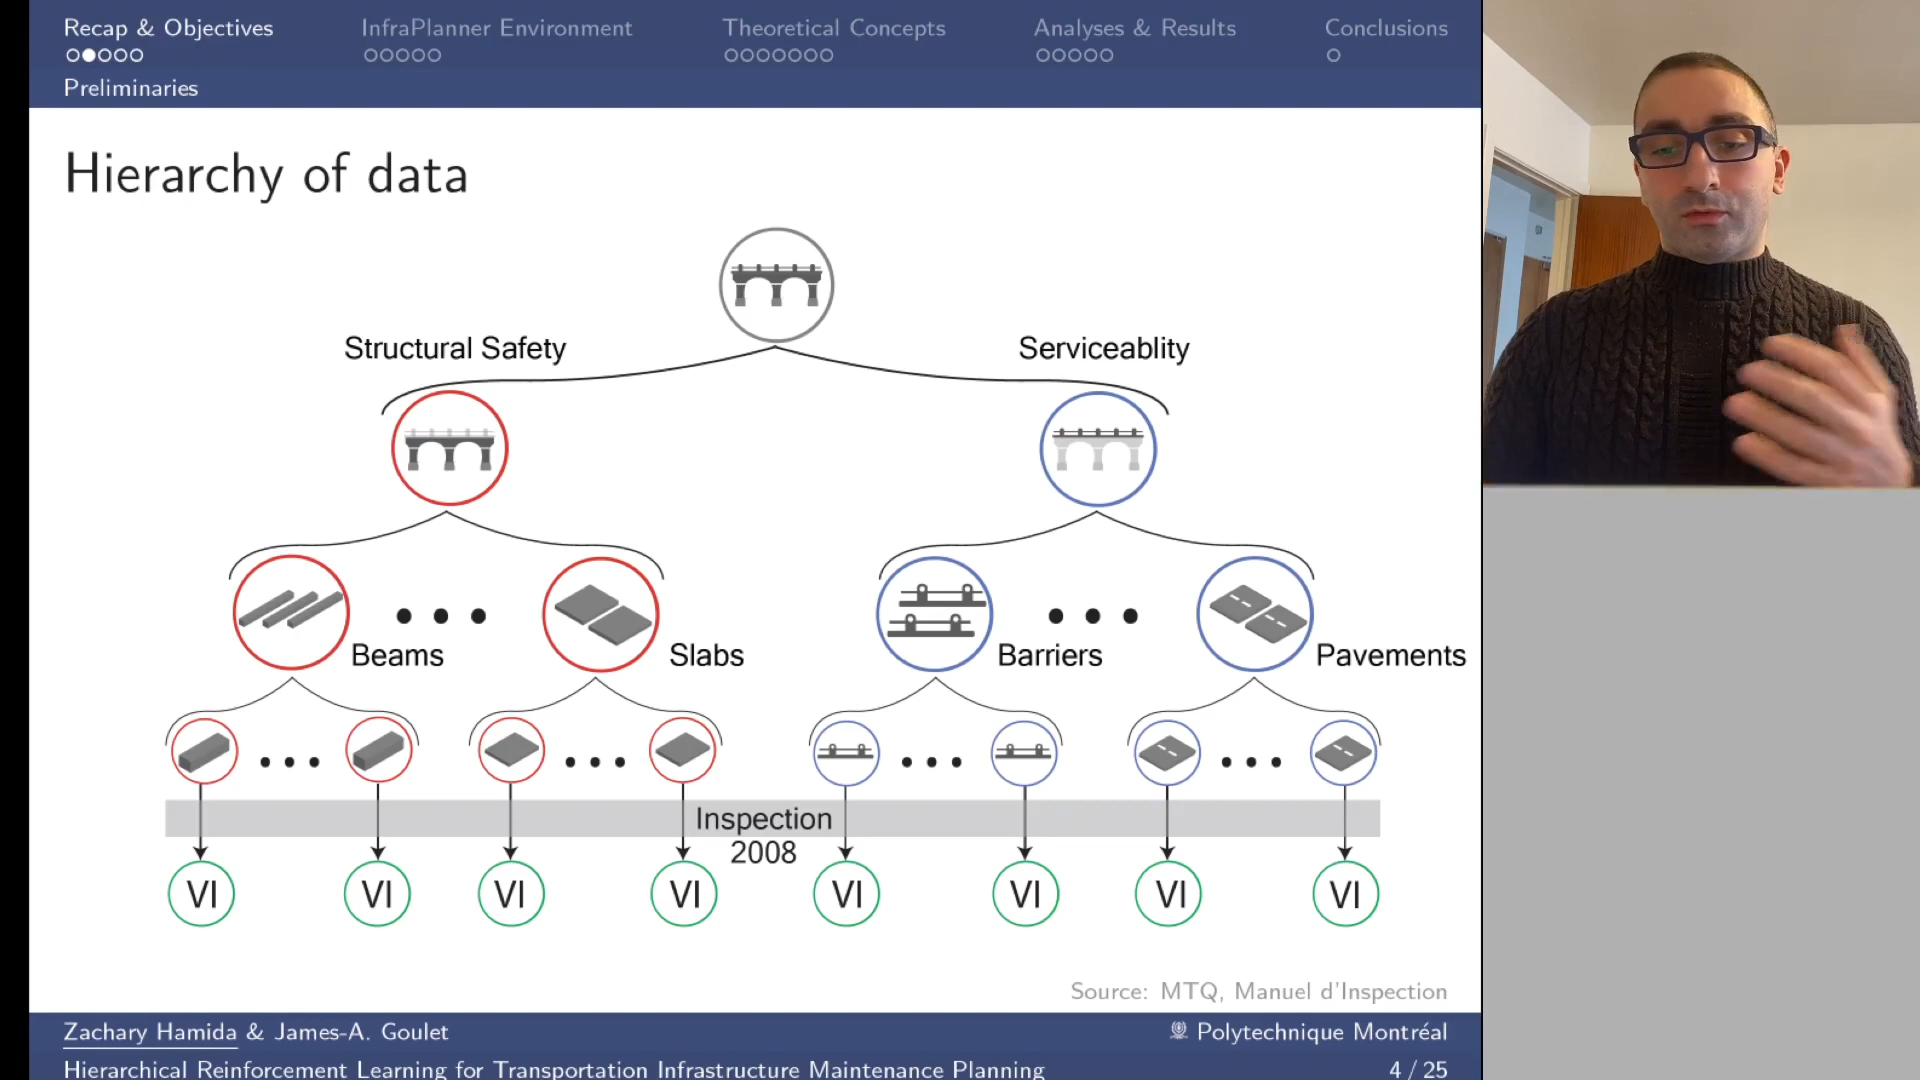 Recap & Objectives
InfraPlanner Environment
Theoretical Concepts
Analyses & Results
Conclusions
Preliminaries
Hierarchy of data
Structural Safety
Serviceablity
Beams
Slabs
Barriers
Pavements
Inspection
2008
VI VI VI VI VI VI VI VI
Source: MTQ, Manuel d'Inspection
Zachary Hamida & James-A. Goulet
Polytechnique Montréal
Hierarchical Reinforcement Learning for Transportation Infrastructure Maintenance Planning
4 / 25